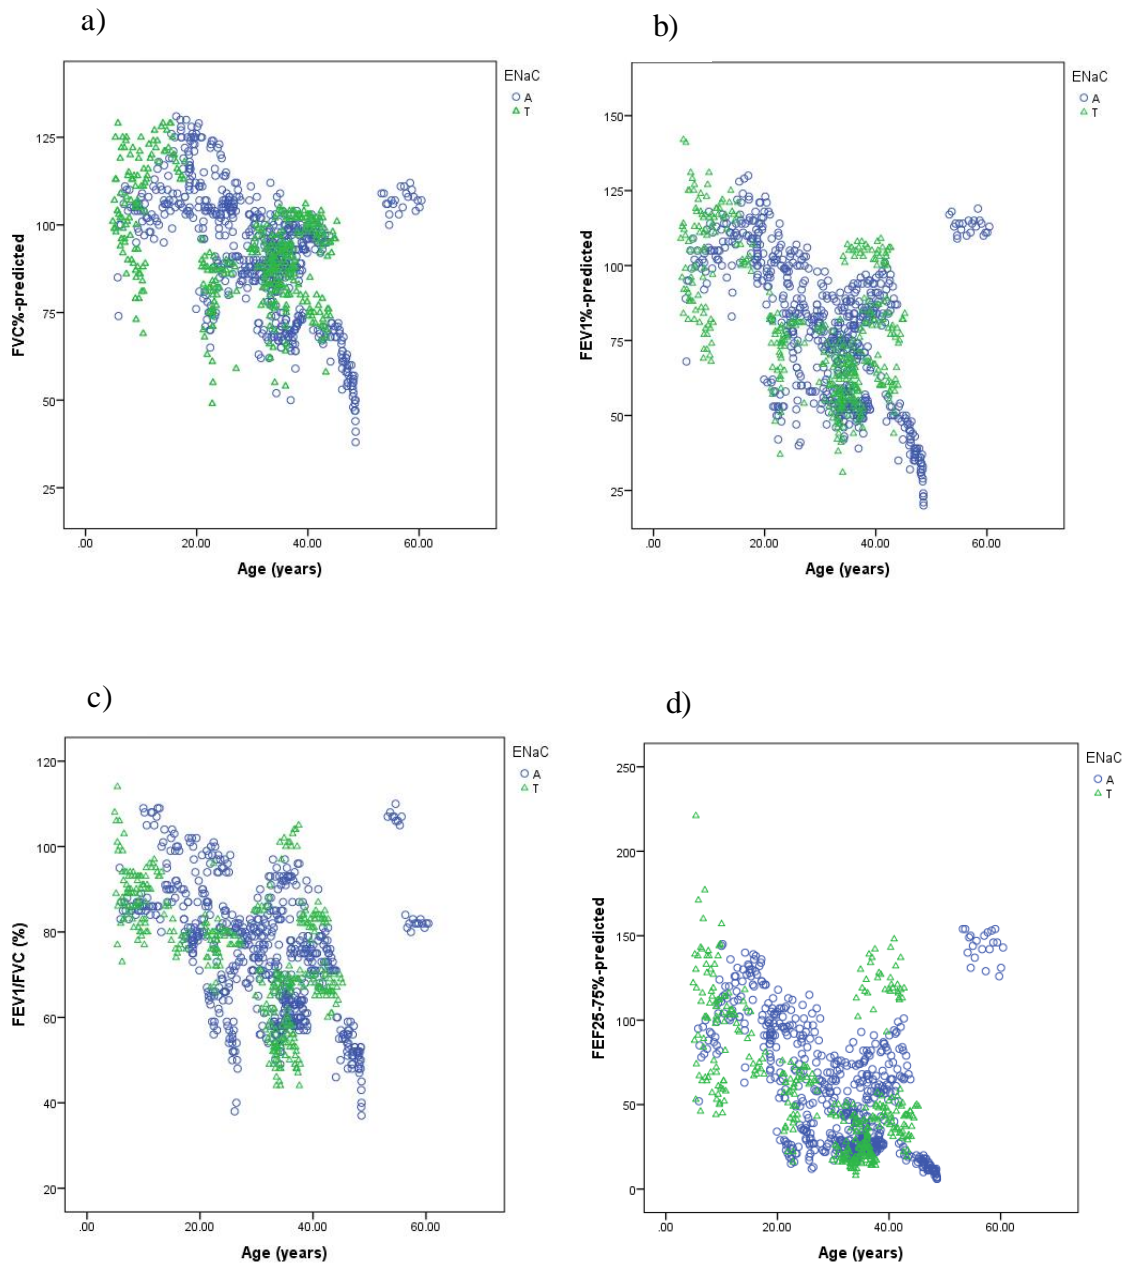 a)
ENaC
A
T
125
100
75
50
25
FVC%-predicted
.00 20.00 40.00 60.00
Age (years)
b)
ENaC
A
T
150
125
100
75
50
25
FEV1%-predicted
.00 20.00 40.00 60.00
Age (years)
c)
ENaC
A
T
120
100
80
60
40
20
FEV1/FVC (%)
.00 20.00 40.00 60.00
Age (years)
d)
ENaC
A
T
250
200
150
100
50
0
FEF25-75%-predicted
.00 20.00 40.00 60.00
Age (years)